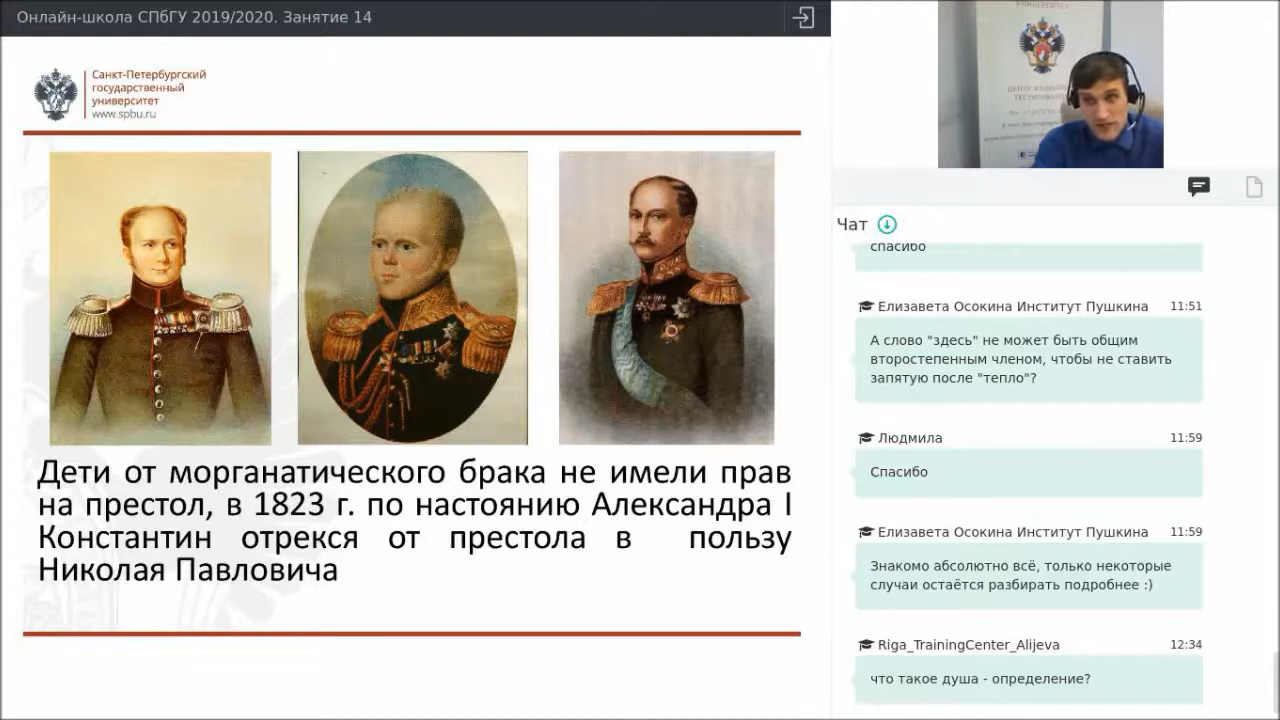 Онлайн-школа СПбГУ 2019/2020. Занятие 14
Санкт-Петербургский
государственный
университет
www.spbu.ru
Дети от морганатического брака не имели прав
на престол, в 1823 г. по настоянию Александра I
Константин отрекся от престола в пользу
Николая Павловича
Чат
спасибо
Елизавета Осокина Институт Пушкина 11:51
А слово "здесь" не может быть общим
второстепенным членом, чтобы не ставить
запятую после "тепло"?
Людмила 11:59
Спасибо
Елизавета Осокина Институт Пушкина 11:59
Знакомо абсолютно всё, только некоторые
случаи остаётся разбирать подробнее :)
Riga_TrainingCenter_Alijeva 12:34
что такое душа - определение?